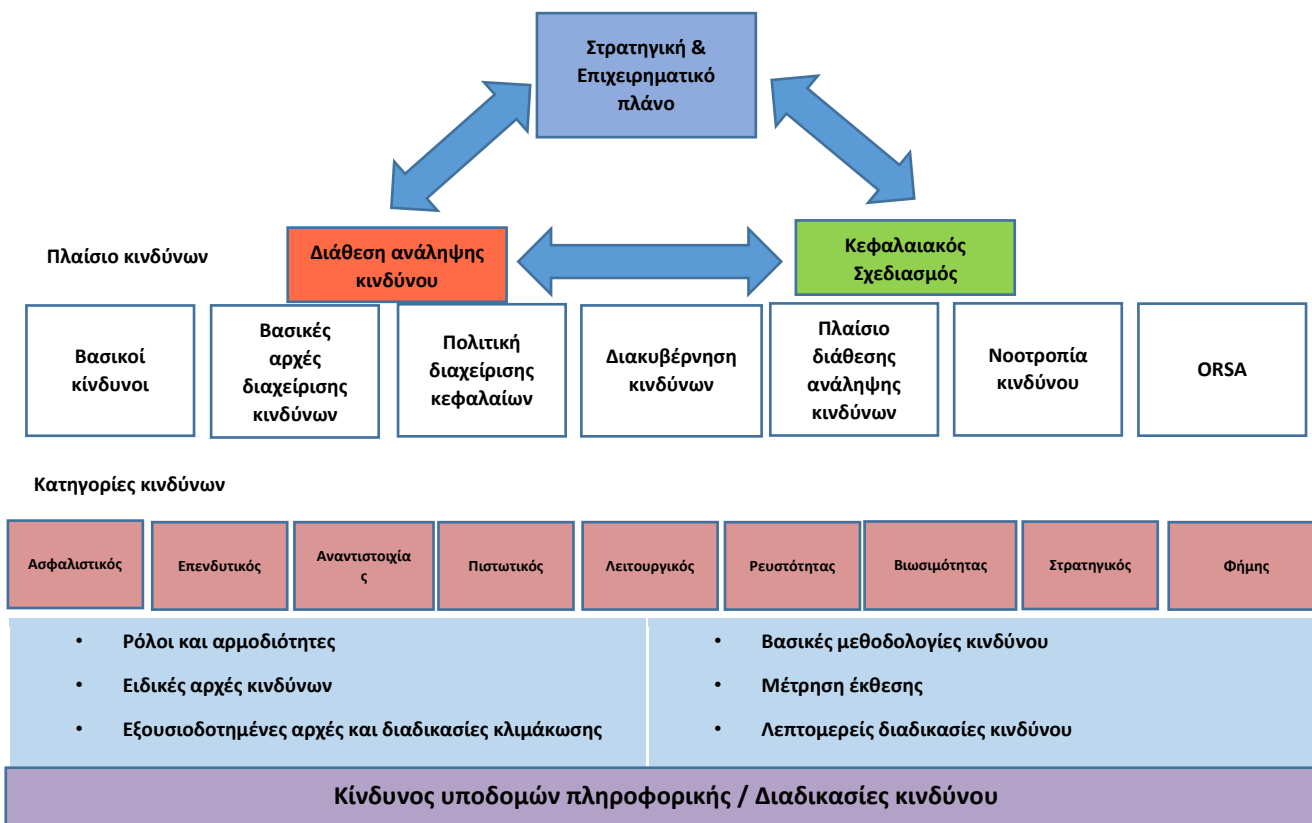 Στρατηγική &
Επιχειρηματικό
πλάνο
Πλαίσιο κινδύνων
Διάθεση ανάληψης
κινδύνου
Κεφαλαιακός
Σχεδιασμός
Βασικοί
κίνδυνοι
Βασικές
αρχές
διαχείρισης
κινδύνων
Πολιτική
διαχείρισης
κεφαλαίων
Διακυβέρνηση
κινδύνων
Πλαίσιο
διάθεσης
ανάληψης
κινδύνων
Νοοτροπία
κινδύνου
ORSA
Κατηγορίες κινδύνων
Ασφαλιστικός
Επενδυτικός
Αναντιστοιχία
ς
Πιστωτικός
Λειτουργικός
Ρευστότητας
Βιωσιμότητας
Στρατηγικός
Φήμης
• Ρόλοι και αρμοδιότητες
• Ειδικές αρχές κινδύνων
• Εξουσιοδοτημένες αρχές και διαδικασίες κλιμάκωσης
• Βασικές μεθοδολογίες κινδύνου
• Μέτρηση έκθεσης
• Λεπτομερείς διαδικασίες κινδύνου
Κίνδυνος υποδομών πληροφορικής / Διαδικασίες κινδύνου